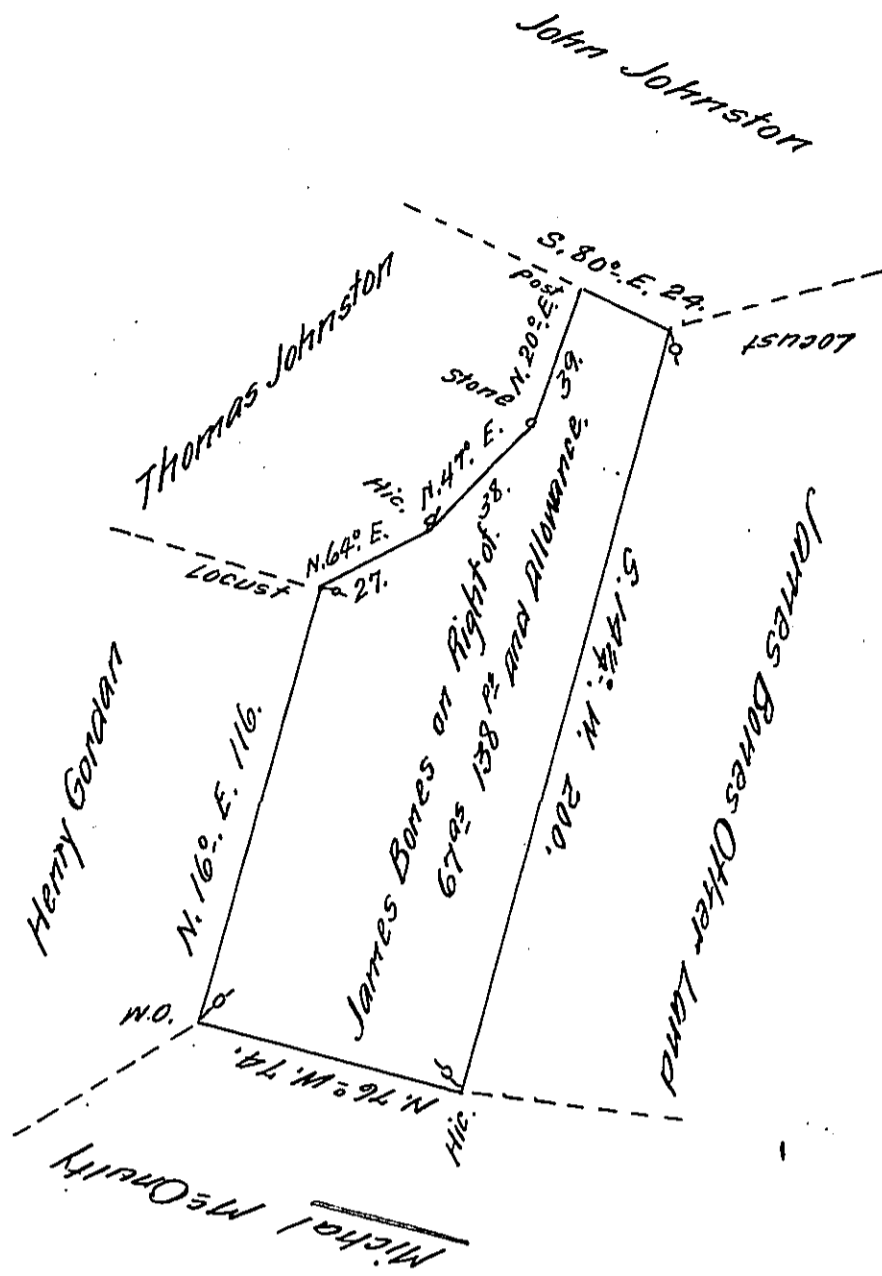 John Johnston
S. 80°. E. 24.
Post
N. 20°. E.
39.
Locust
Thomas Johnston
Stone
N. 47°. E.
38.
Hic.
N. 64°. E.
27.
Locust
Henry Gordan
N. 16°. E. 116.
James Bones on Right of.
67as 138 Ps and Allowance.
S. 14¼°. W. 200.
James Bones Other Land
W.O.
N. 76° W. 74.
Hic.
Michal McOnulty